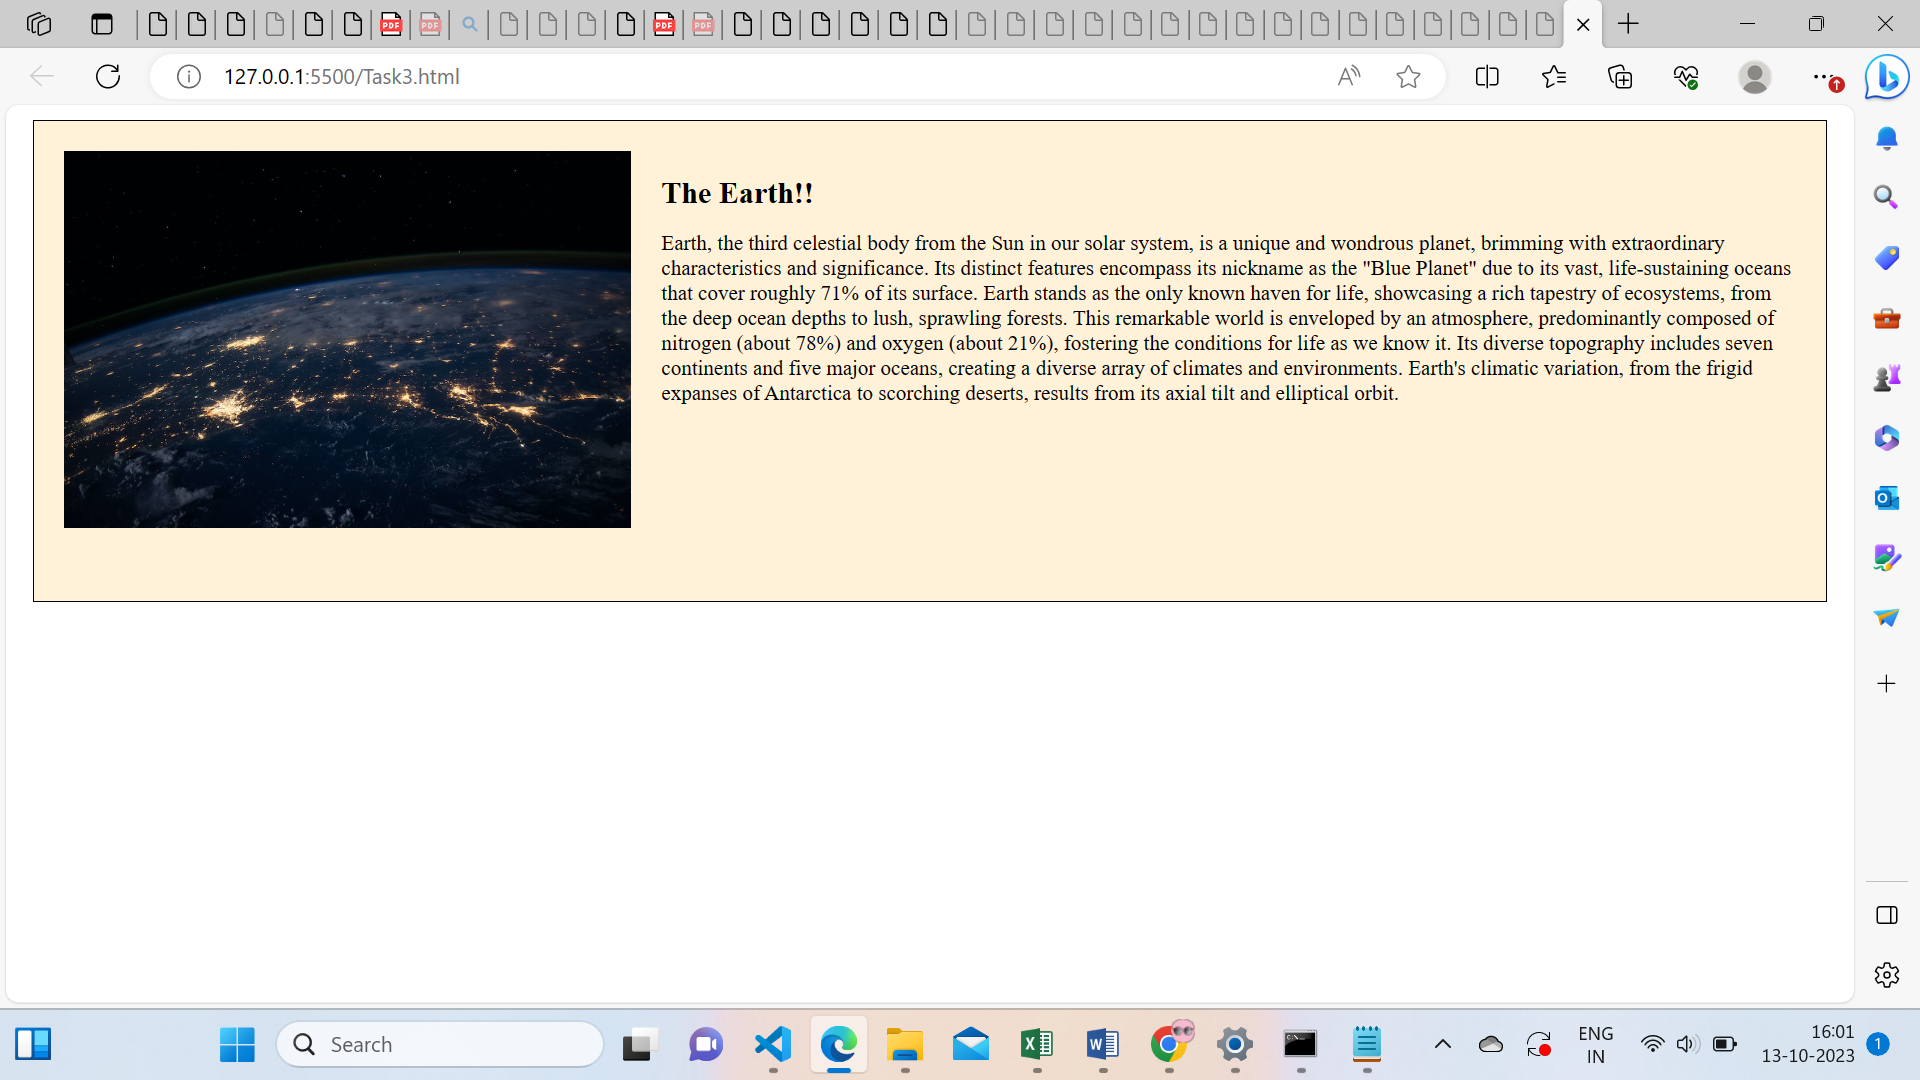 PDF
PDF
PDF
PDF
127.0.0.1:5500/Task3.html
The Earth!!
Earth, the third celestial body from the Sun in our solar system, is a unique and wondrous planet, brimming with extraordinary
characteristics and significance. Its distinct features encompass its nickname as the "Blue Planet" due to its vast, life-sustaining oceans
that cover roughly 71% of its surface. Earth stands as the only known haven for life, showcasing a rich tapestry of ecosystems, from
the deep ocean depths to lush, sprawling forests. This remarkable world is enveloped by an atmosphere, predominantly composed of
nitrogen (about 78%) and oxygen (about 21%), fostering the conditions for life as we know it. Its diverse topography includes seven
continents and five major oceans, creating a diverse array of climates and environments. Earth's climatic variation, from the frigid
expanses of Antarctica to scorching deserts, results from its axial tilt and elliptical orbit.
Search
ENG
IN
16:01
13-10-2023
1